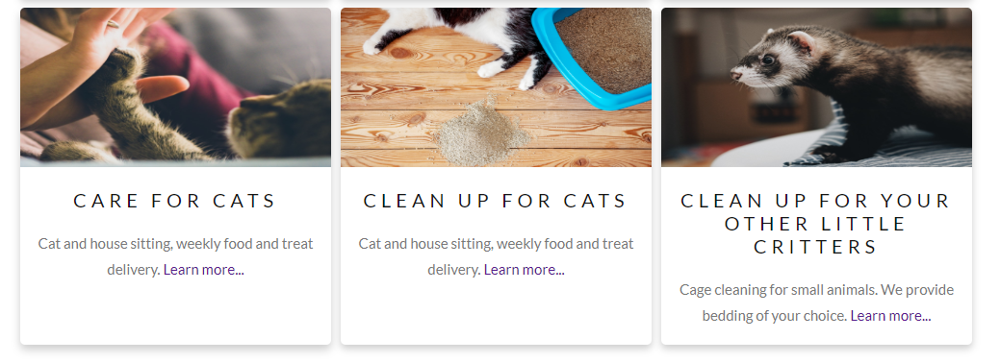 CARE FOR CATS
Cat and house sitting, weekly food and treat
delivery. Learn more...
CLEAN UP FOR CATS
Cat and house sitting, weekly food and treat
delivery. Learn more...
CLEAN UP FOR YOUR
OTHER LITTLE
CRITTERS
Cage cleaning for small animals. We provide
bedding of your choice. Learn more...